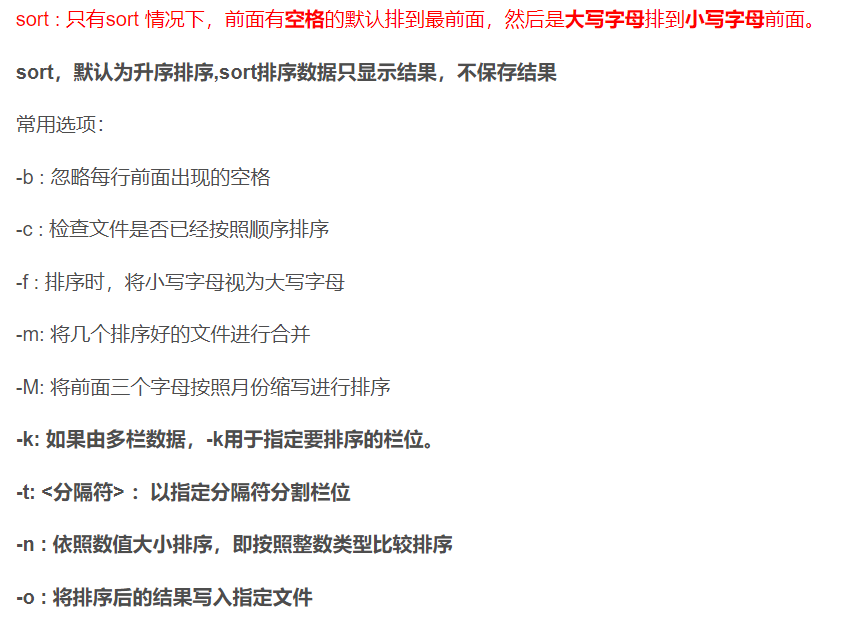 sort : 只有sort 情况下，前面有空格的默认排到最前面，然后是大写字母排到小写字母前面。
sort，默认为升序排序,sort排序数据只显示结果，不保存结果
常用选项：
-b : 忽略每行前面出现的空格
-c : 检查文件是否已经按照顺序排序
-f : 排序时，将小写字母视为大写字母
-m: 将几个排序好的文件进行合并
-M: 将前面三个字母按照月份缩写进行排序
-k: 如果由多栏数据，-k用于指定要排序的栏位。
-t: <分隔符> ：以指定分隔符分割栏位
-n : 依照数值大小排序，即按照整数类型比较排序
-o : 将排序后的结果写入指定文件